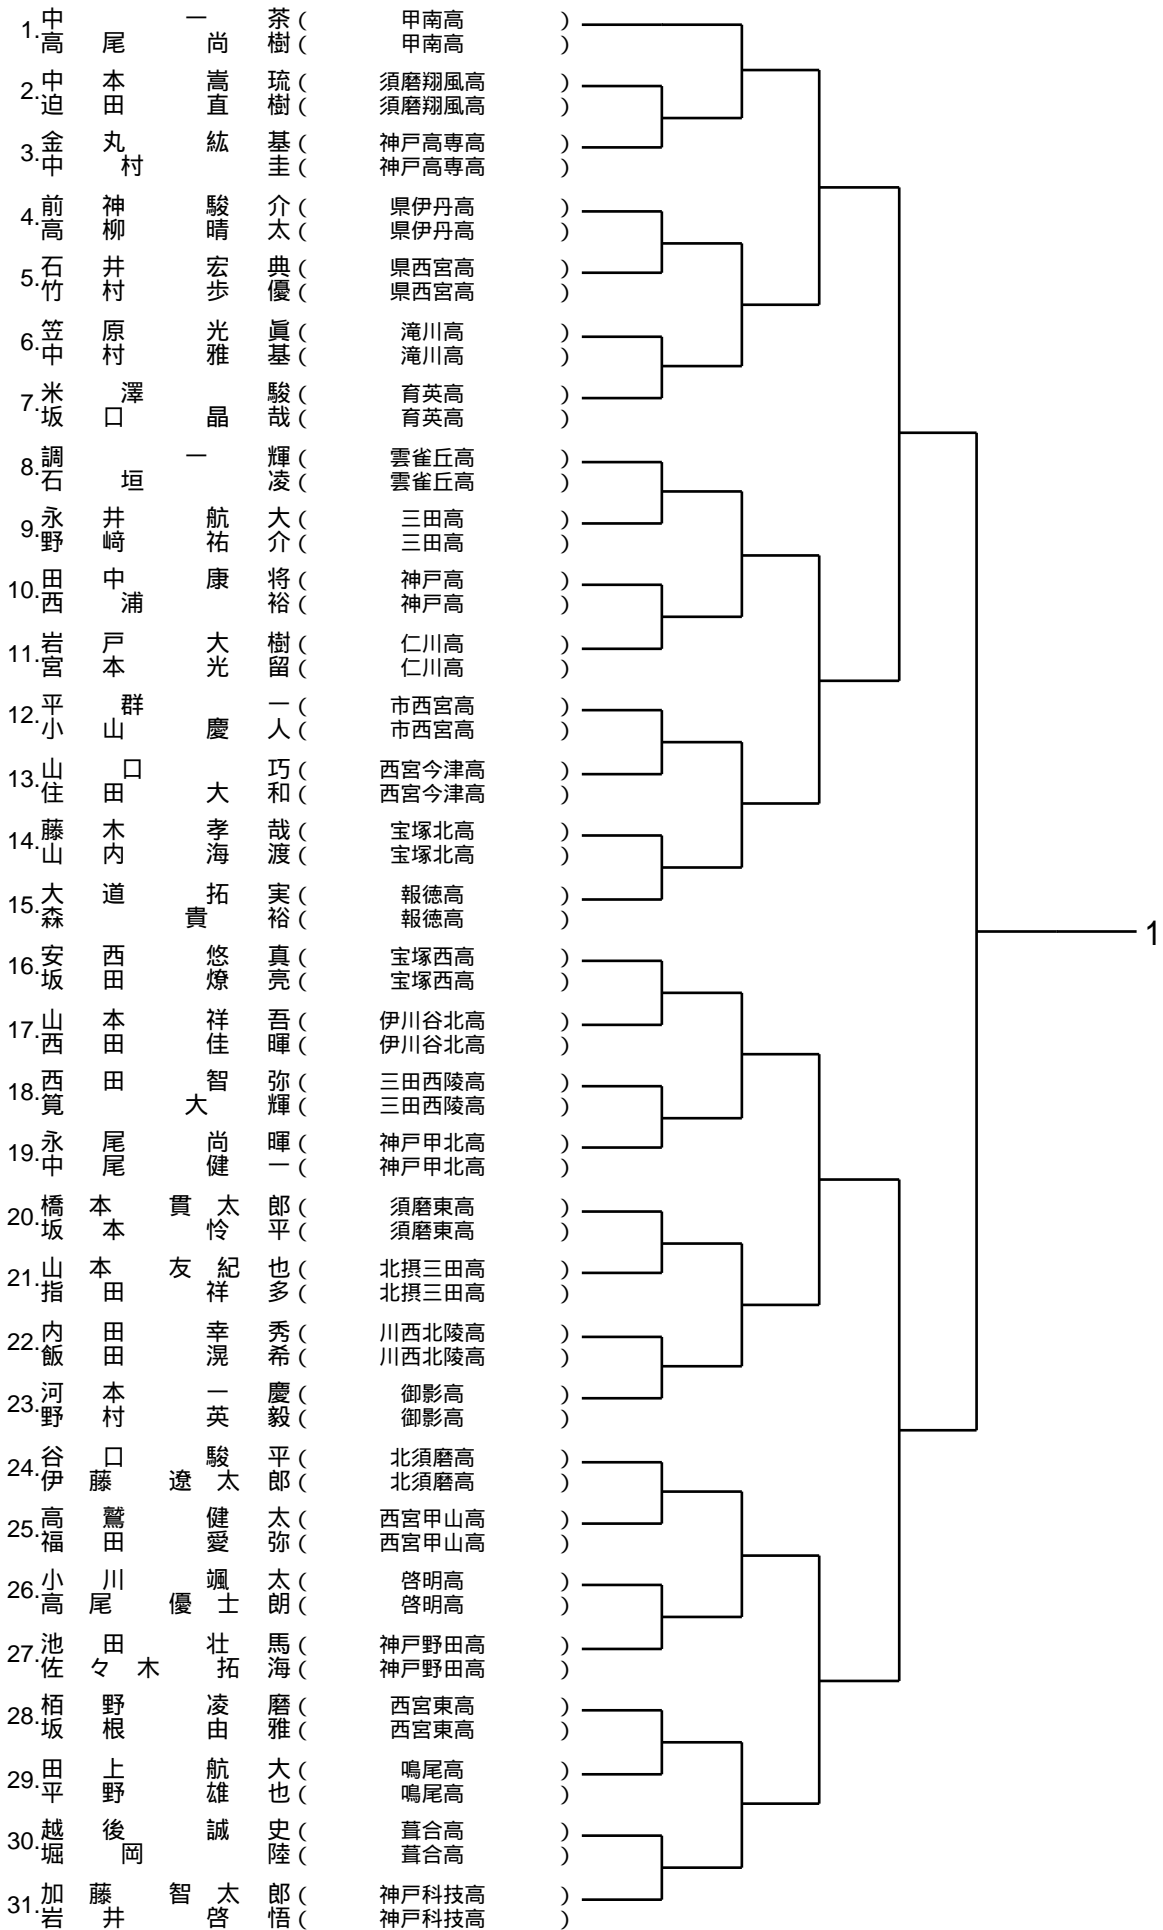 1.中 一 茶 ( 甲南高 )
高 尾 尚 樹 ( 甲南高 )
2.中 本 嵩 琉 ( 須磨翔風高 )
迫 田 直 樹 ( 須磨翔風高 )
3.金 丸 紘 基 ( 神戸高専高 )
中 村 圭 ( 神戸高専高 )
4.前 神 駿 介 ( 県伊丹高 )
高 柳 晴 太 ( 県伊丹高 )
5.石 井 宏 典 ( 県西宮高 )
竹 村 歩 優 ( 県西宮高 )
6.笠 原 光 眞 ( 滝川高 )
中 村 雅 基 ( 滝川高 )
7.米 澤 駿 ( 育英高 )
坂 口 晶 哉 ( 育英高 )
8.調 一 輝 ( 雲雀丘高 )
石 垣 凌 ( 雲雀丘高 )
9.永 井 航 大 ( 三田高 )
野 﨑 祐 介 ( 三田高 )
10.田 中 康 将 ( 神戸高 )
西 浦 裕 ( 神戸高 )
11.岩 戸 大 樹 ( 仁川高 )
宮 本 光 留 ( 仁川高 )
12.平 群 一 ( 市西宮高 )
小 山 慶 人 ( 市西宮高 )
13.山 口 巧 ( 西宮今津高 )
住 田 大 和 ( 西宮今津高 )
14.藤 木 孝 哉 ( 宝塚北高 )
山 内 海 渡 ( 宝塚北高 )
15.大 道 拓 実 ( 報徳高 )
森 貴 裕 ( 報徳高 )
1
16.安 西 悠 真 ( 宝塚西高 )
坂 田 燎 亮 ( 宝塚西高 )
17.山 本 祥 吾 ( 伊川谷北高 )
西 田 佳 暉 ( 伊川谷北高 )
18.西 田 智 弥 ( 三田西陵高 )
筧 大 輝 ( 三田西陵高 )
19.永 尾 尚 暉 ( 神戸甲北高 )
中 尾 健 一 ( 神戸甲北高 )
20.橋 本 貫 太 郎 ( 須磨東高 )
坂 本 怜 平 ( 須磨東高 )
21.山 本 友 紀 也 ( 北摂三田高 )
指 田 祥 多 ( 北摂三田高 )
22.内 田 幸 秀 ( 川西北陵高 )
飯 田 滉 希 ( 川西北陵高 )
23.河 本 一 慶 ( 御影高 )
野 村 英 毅 ( 御影高 )
24.谷 口 駿 平 ( 北須磨高 )
伊 藤 遼 太 郎 ( 北須磨高 )
25.高 鷲 健 太 ( 西宮甲山高 )
福 田 愛 弥 ( 西宮甲山高 )
26.小 川 颯 太 ( 啓明高 )
高 尾 優 士 朗 ( 啓明高 )
27.池 田 壮 馬 ( 神戸野田高 )
佐 々 木 拓 海 ( 神戸野田高 )
28.栢 野 凌 磨 ( 西宮東高 )
坂 根 由 雅 ( 西宮東高 )
29.田 上 航 大 ( 鳴尾高 )
平 野 雄 也 ( 鳴尾高 )
30.越 後 誠 史 ( 葺合高 )
堀 岡 陸 ( 葺合高 )
31.加 藤 智 太 郎 ( 神戸科技高 )
岩 井 啓 悟 ( 神戸科技高 )